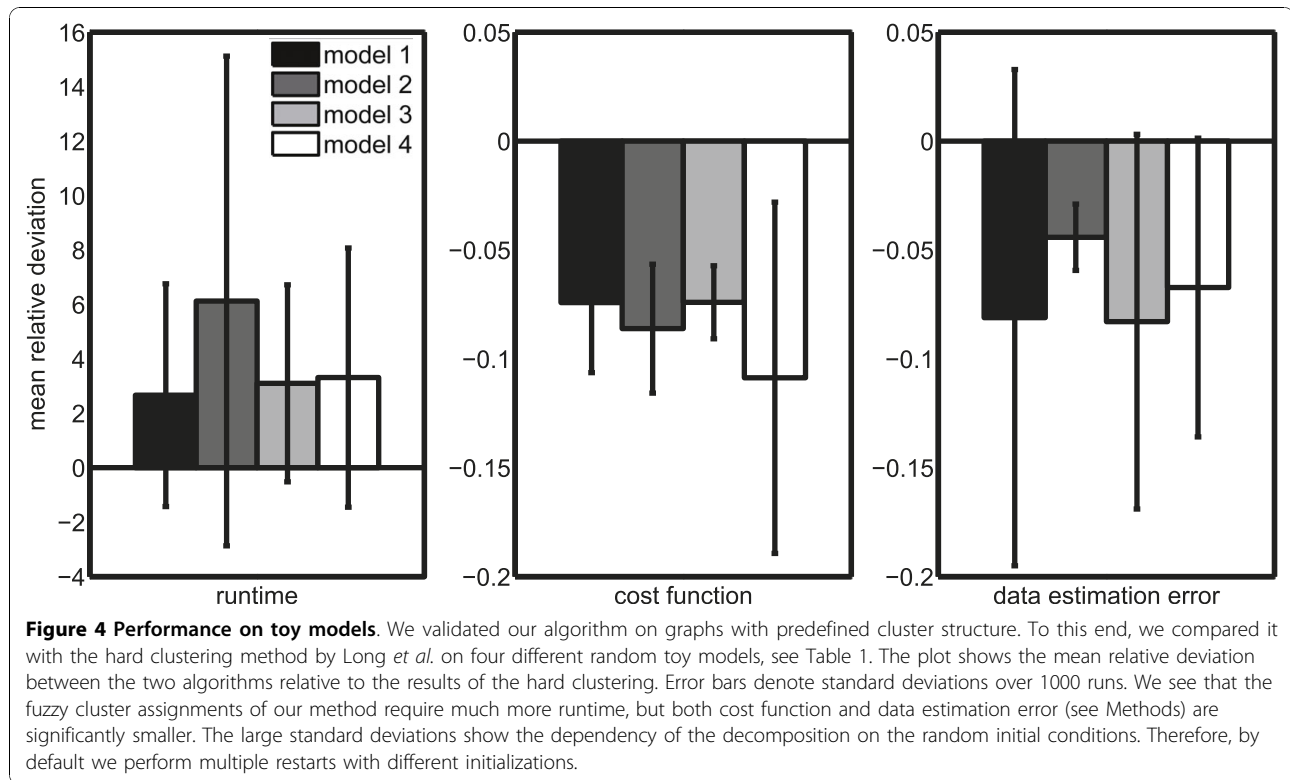 16
14
12
10
8
6
4
2
0
−2
−4
mean relative deviation
model 1
model 2
model 3
model 4
runtime
0.05
0
−0.05
−0.1
−0.15
−0.2
cost function
0.05
0
−0.05
−0.1
−0.15
−0.2
data estimation error
Figure 4 Performance on toy models. We validated our algorithm on graphs with predefined cluster structure. To this end, we compared it
with the hard clustering method by Long et al. on four different random toy models, see Table 1. The plot shows the mean relative deviation
between the two algorithms relative to the results of the hard clustering. Error bars denote standard deviations over 1000 runs. We see that the
fuzzy cluster assignments of our method require much more runtime, but both cost function and data estimation error (see Methods) are
significantly smaller. The large standard deviations show the dependency of the decomposition on the random initial conditions. Therefore, by
default we perform multiple restarts with different initializations.